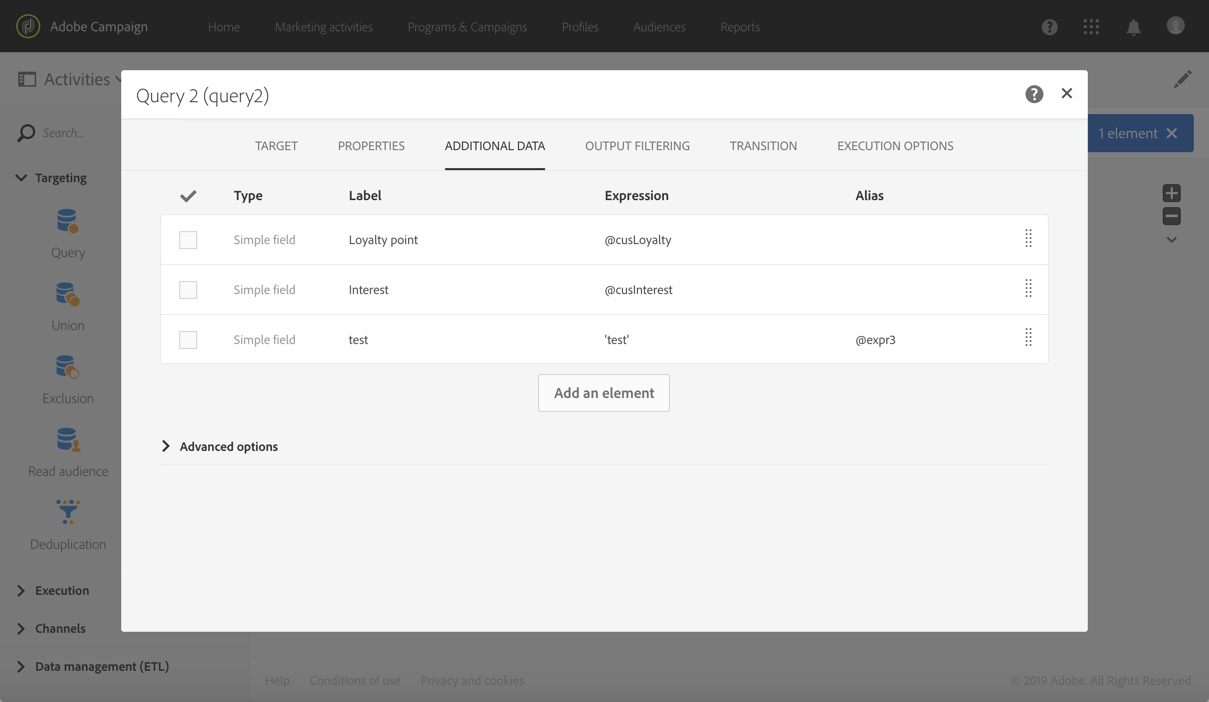 Adobe Campaign Home Marketing activities Programs & Campaigns Profiles Audiences Reports
Activities
Query 2 (query2)
Search...
1 element
TARGET PROPERTIES ADDITIONAL DATA OUTPUT FILTERING TRANSITION EXECUTION OPTIONS
Targeting
Type Label Expression Alias
Query
Simple field Loyalty point @cusLoyalty
Union
Simple field Interest @cusInterest
Exclusion
Simple field test 'test' @expr3
Read audience
Add an element
Deduplication
Advanced options
Execution
Channels
Data management (ETL)
Help Conditions of use Privacy and cookies © 2019 Adobe. All Rights Reserved.